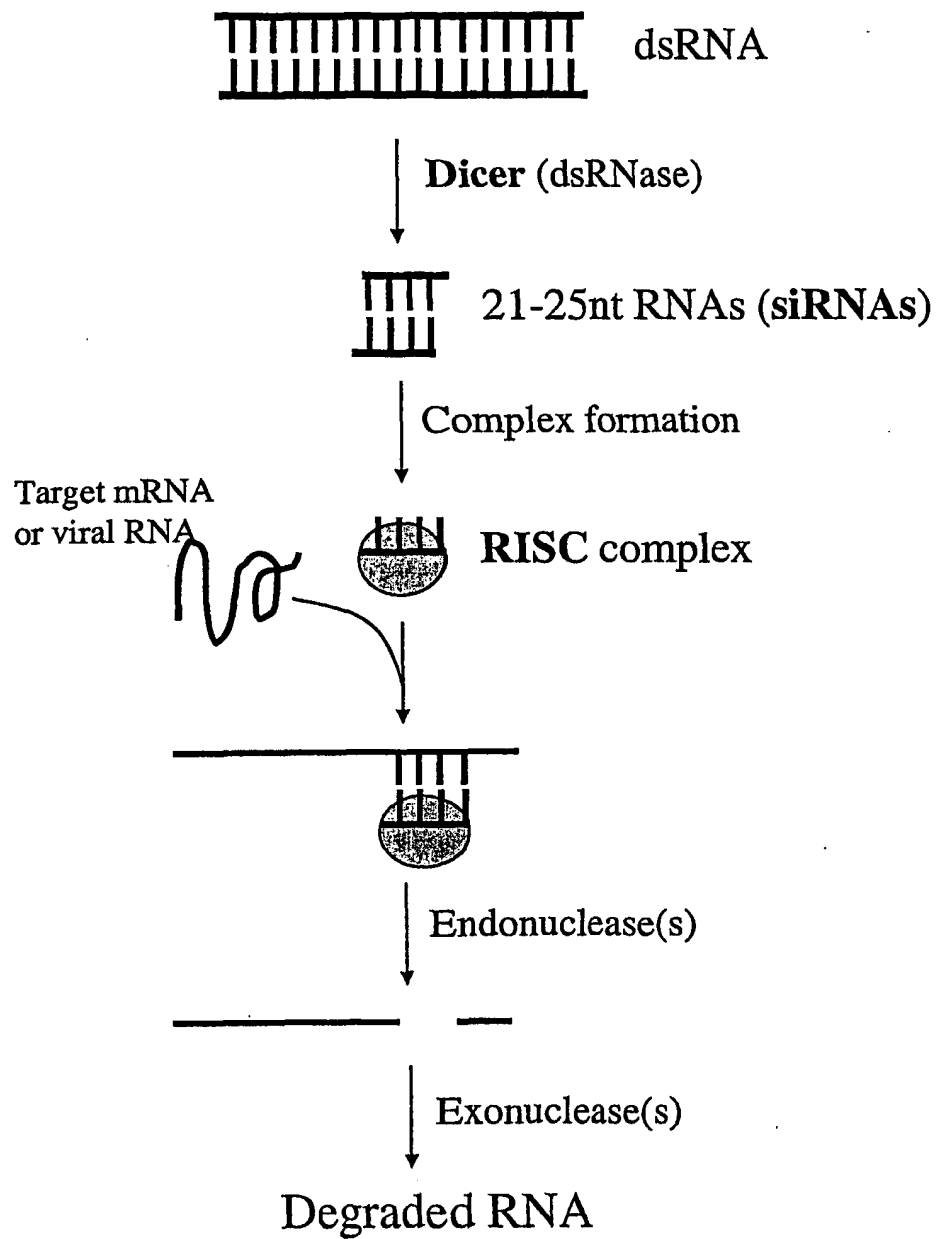 dsRNA
Dicer (dsRNase)
21-25nt RNAs (siRNAs)
Complex formation
Target mRNA
or viral RNA
RISC complex
Endonuclease(s)
Exonuclease(s)
Degraded RNA